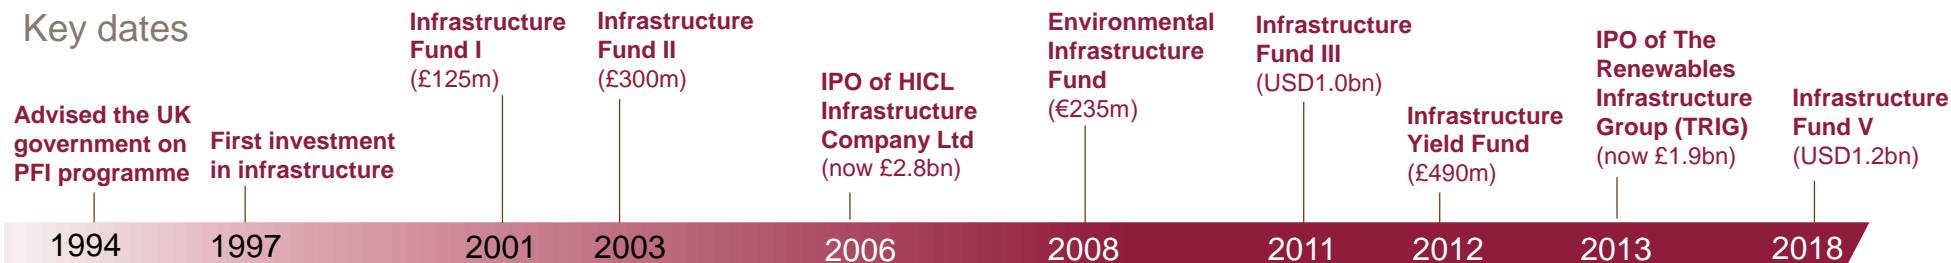 Key dates
Advised the UK
government on
PFI programme
First investment
in infrastructure
Infrastructure
Fund I
(£125m)
Infrastructure
Fund II
(£300m)
IPO of HICL
Infrastructure
Company Ltd
(now £2.8bn)
Environmental
Infrastructure
Fund
(€235m)
Infrastructure
Fund III
(USD1.0bn)
Infrastructure
Yield Fund
(£490m)
IPO of The
Renewables
Infrastructure
Group (TRIG)
(now £1.9bn)
Infrastructure
Fund V
(USD1.2bn)
1994 1997 2001 2003 2006 2008 2011 2012 2013 2018